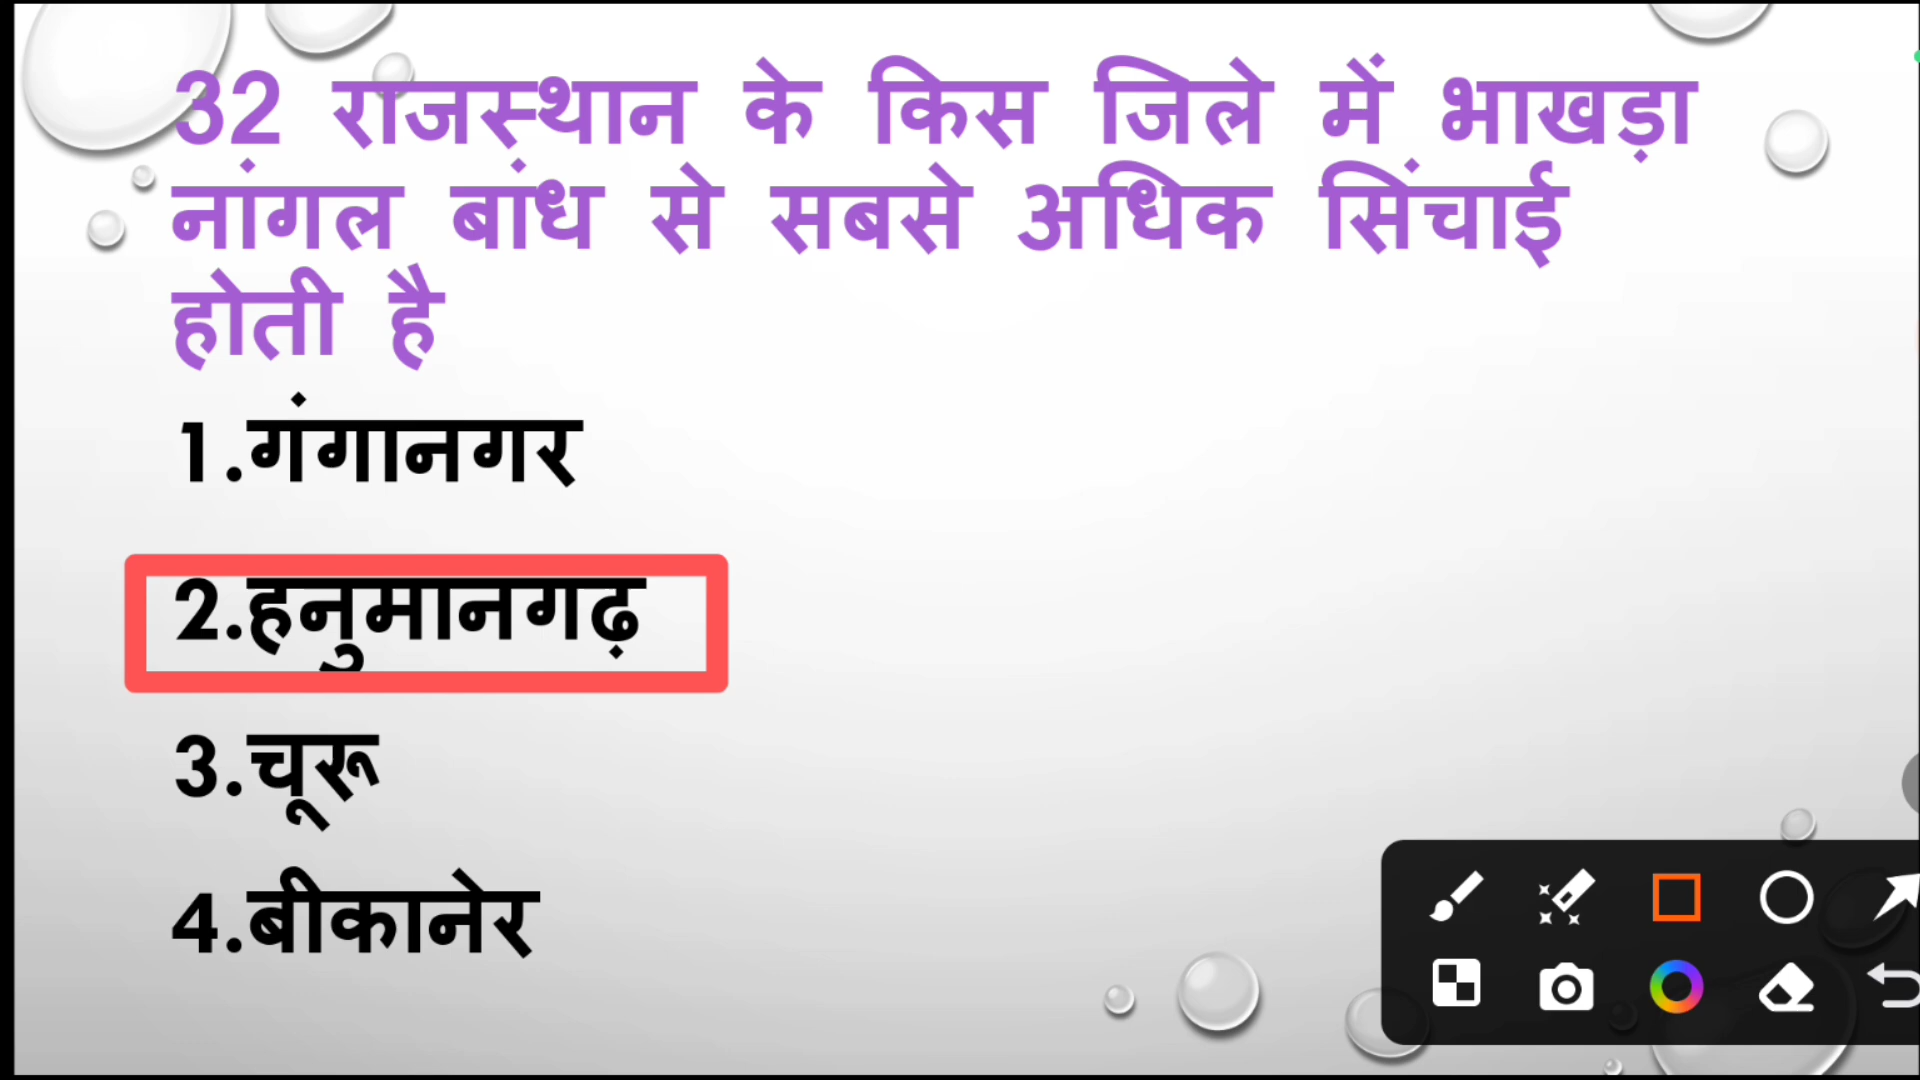 32 राजस्थान के किस जिले में भाखड़ा
नांगल बांध से सबसे अधिक सिंचाई
होती है
1.गंगानगर
2.हनुमानगढ़
3.चूरू
4.बीकानेर